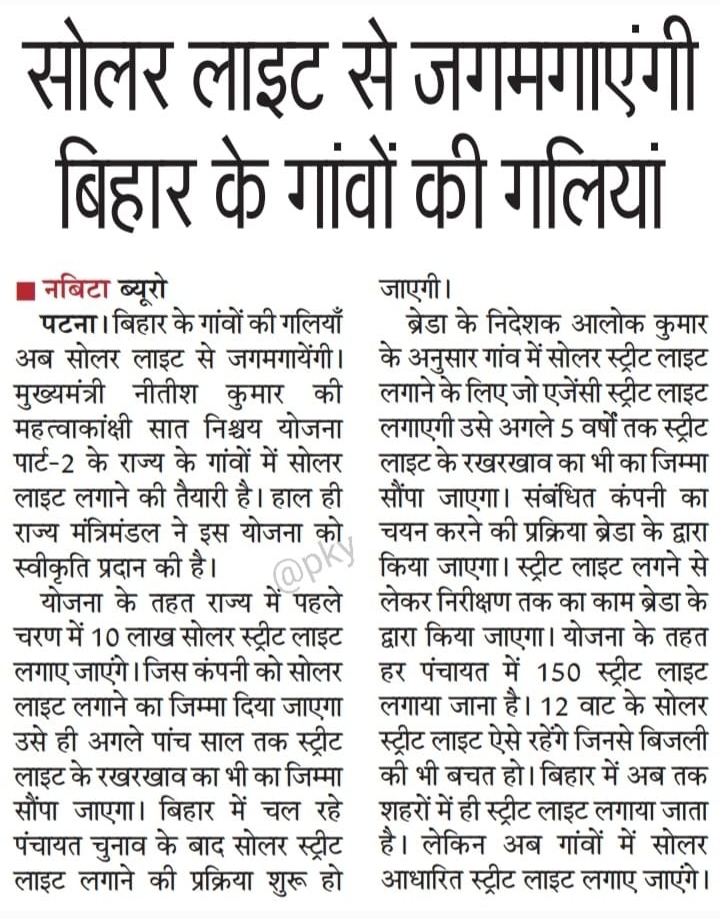 सोलर लाइट से जगमगाएंगी
बिहार के गांवों की गलियां
नबिटा ब्यूरो
पटना। बिहार के गांवों की गलियाँ
अब सोलर लाइट से जगमगायेंगी।
मुख्यमंत्री नीतीश कुमार की
महत्वाकांक्षी सात निश्चय योजना
पार्ट-2 के राज्य के गांवों में सोलर
लाइट लगाने की तैयारी है। हाल ही
राज्य मंत्रिमंडल ने इस योजना को
स्वीकृति प्रदान की है।
योजना के तहत राज्य में पहले
चरण में 10 लाख सोलर स्ट्रीट लाइट
लगाए जाएंगे। जिस कंपनी को सोलर
लाइट लगाने का जिम्मा दिया जाएगा
उसे ही अगले पांच साल तक स्ट्रीट
लाइट के रखरखाव का भी का जिम्मा
सौंपा जाएगा। बिहार में चल रहे
पंचायत चुनाव के बाद सोलर स्ट्रीट
लाइट लगाने की प्रक्रिया शुरू हो
जाएगी।
ब्रेडा के निदेशक आलोक कुमार
के अनुसार गांव में सोलर स्ट्रीट लाइट
लगाने के लिए जो एजेंसी स्ट्रीट लाइट
लगाएगी उसे अगले 5 वर्षों तक स्ट्रीट
लाइट के रखरखाव का भी का जिम्मा
सौंपा जाएगा। संबंधित कंपनी का
चयन करने की प्रक्रिया ब्रेडा के द्वारा
किया जाएगा। स्ट्रीट लाइट लगने से
लेकर निरीक्षण तक का काम ब्रेडा के
द्वारा किया जाएगा। योजना के तहत
हर पंचायत में 150 स्ट्रीट लाइट
लगाया जाना है। 12 वाट के सोलर
स्ट्रीट लाइट ऐसे रहेंगे जिनसे बिजली
की भी बचत हो। बिहार में अब तक
शहरों में ही स्ट्रीट लाइट लगाया जाता
है। लेकिन अब गांवों में सोलर
आधारित स्ट्रीट लाइट लगाए जाएंगे।
@pky